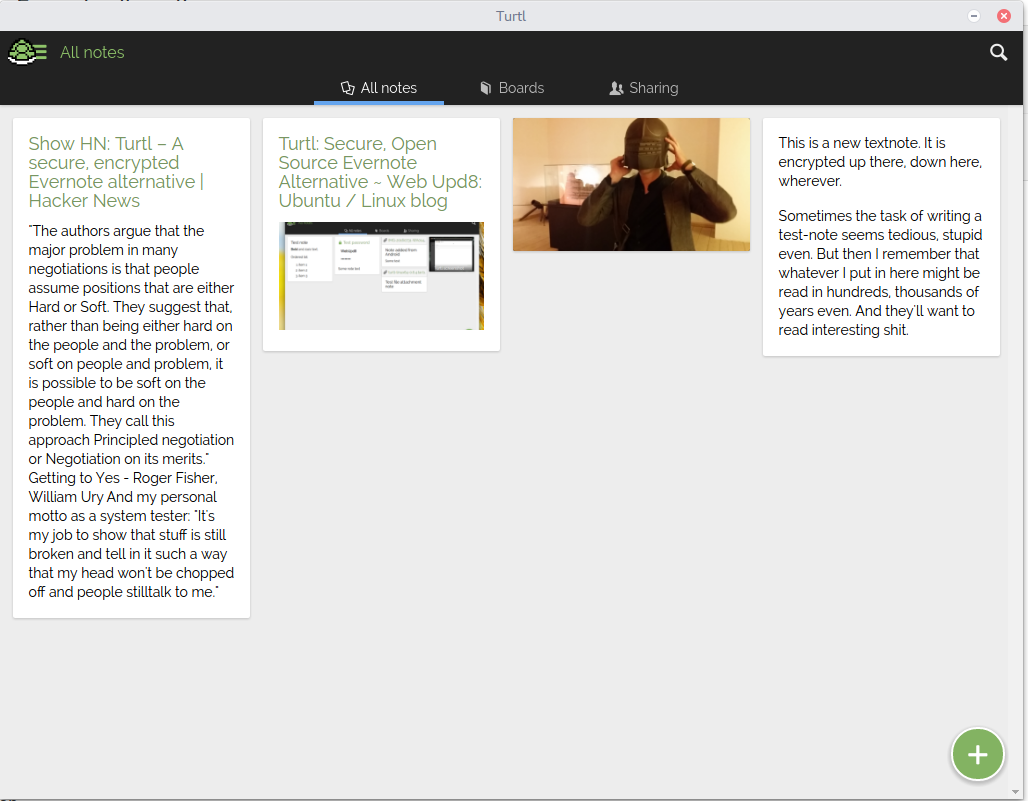 Turtl
All notes
All notes
Boards
Sharing
Show HN: Turtl – A
secure, encrypted
Evernote alternative |
Hacker News
"The authors argue that the
major problem in many
negotiations is that people
assume positions that are either
Hard or Soft. They suggest that,
rather than being either hard on
the people and the problem, or
soft on people and problem, it
is possible to be soft on the
people and hard on the
problem. They call this
approach Principled negotiation
or Negotiation on its merits."
Getting to Yes - Roger Fisher,
William Ury And my personal
motto as a system tester: "It's
my job to show that stuff is still
broken and tell in it such a way
that my head won't be chopped
off and people stilltalk to me."
Turtl: Secure, Open
Source Evernote
Alternative ~ Web Upd8:
Ubuntu / Linux blog
This is a new textnote. It is
encrypted up there, down here,
wherever.
Sometimes the task of writing a
test-note seems tedious, stupid
even. But then I remember that
whatever I put in here might be
read in hundreds, thousands of
years even. And they'll want to
read interesting shit.